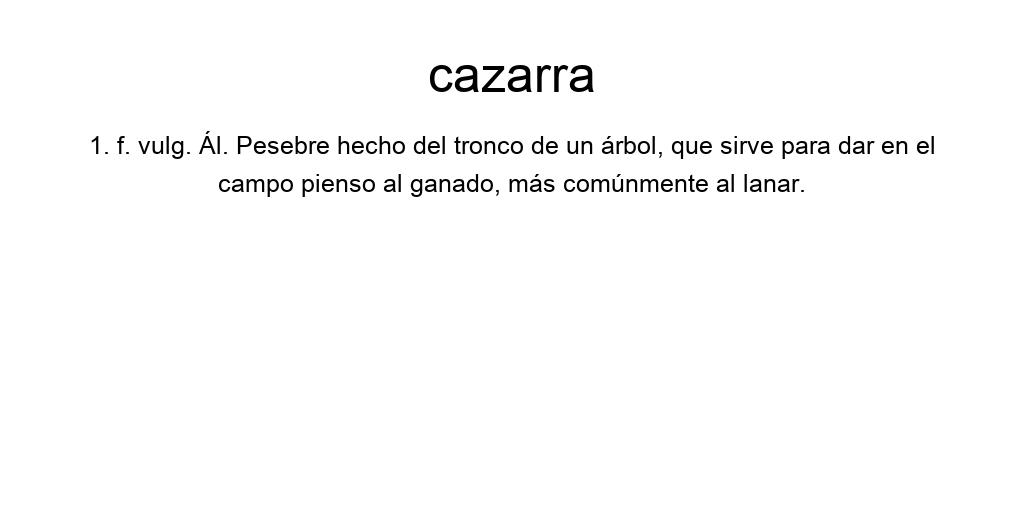 cazarra
1. f. vulg. Ál. Pesebre hecho del tronco de un árbol, que sirve para dar en el
campo pienso al ganado, más comúnmente al lanar.